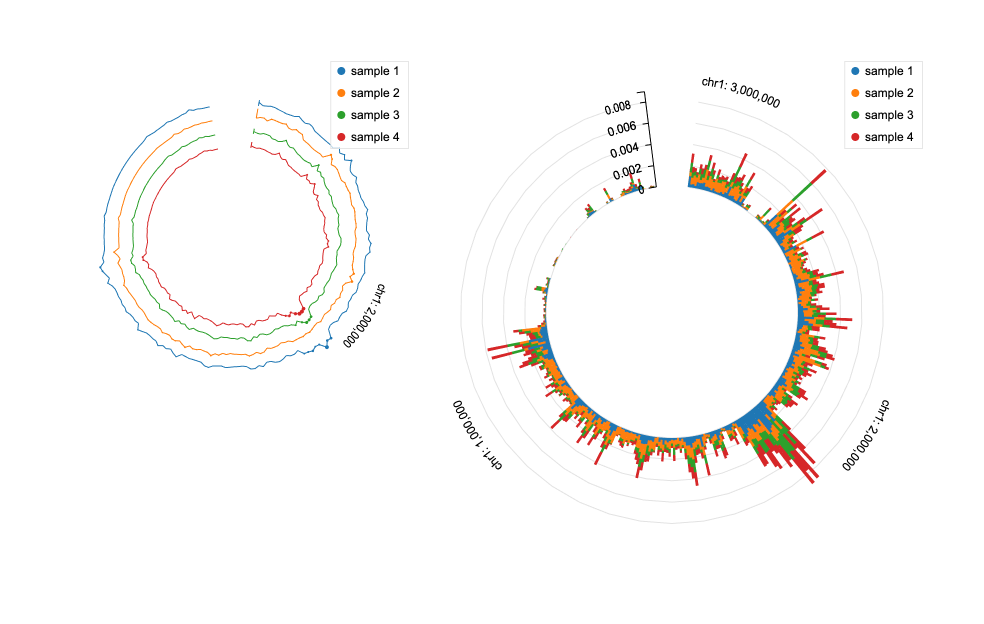 sample 1
sample 2
sample 3
sample 4
chr1: 2,000,000
0.008
0.006
0.004
0.002
0
chr1: 3,000,000
sample 1
sample 2
sample 3
sample 4
chr1: 1,000,000
chr1: 2,000,000